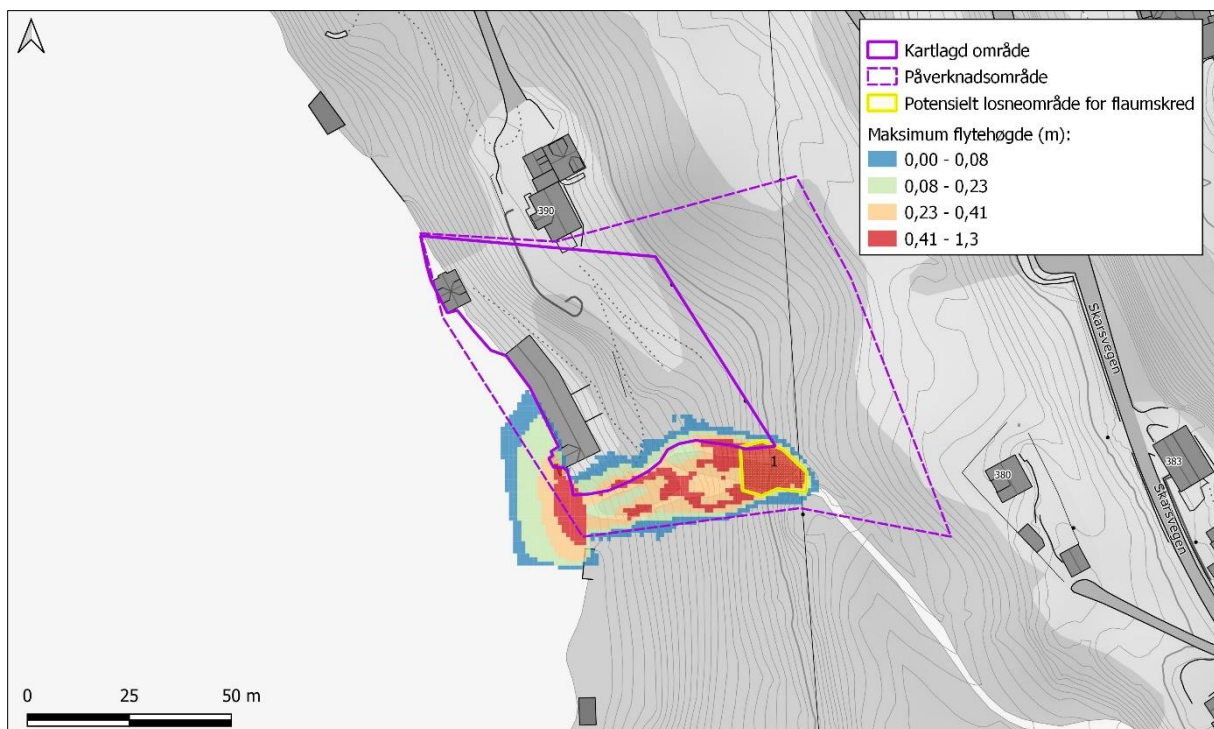 Kartlagd område
Påverknadsområde
Potensielt losneområde for flaumskred
Maksimum flytehøgde (m):
0,00 - 0,08
0,08 - 0,23
0,23 - 0,41
0,41 - 1,3
390
Skarsvegen
1
380
383
Skarsvegen
0 25 50 m